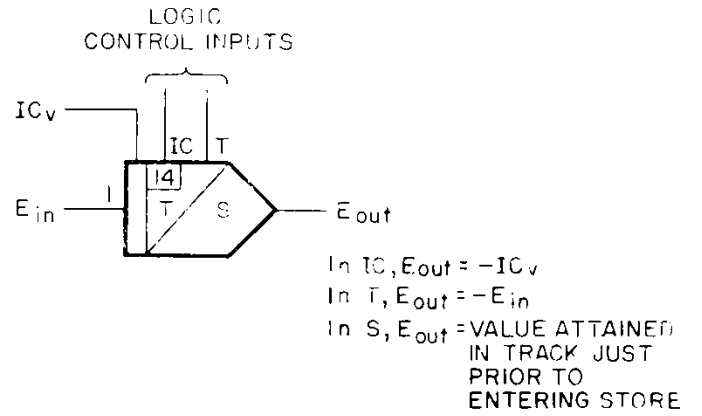 LOGIC
CONTROL INPUTS
ICv
IC T
14
1
Ein
T
S
Eout
In IC, Eout = -ICv
In T, Eout = -Ein
In S, Eout = VALUE ATTAINED
IN TRACK JUST
PRIOR TO
ENTERING STORE